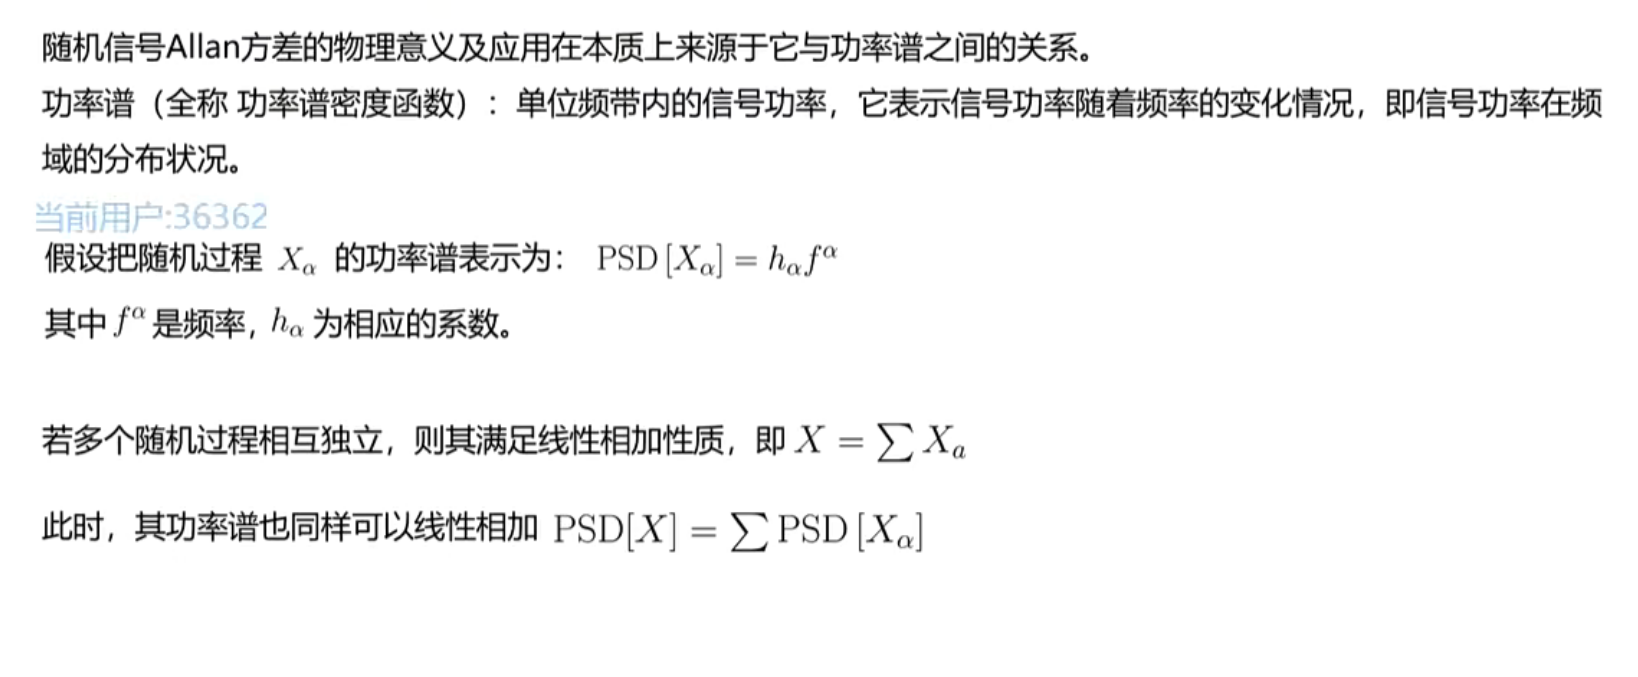 随机信号Allan方差的物理意义及应用在本质上来源于它与功率谱之间的关系。
功率谱（全称 功率谱密度函数）：单位频带内的信号功率，它表示信号功率随着频率的变化情况，即信号功率在频
域的分布状况。
当前用户:36362
假设把随机过程 $X_\alpha$ 的功率谱表示为： $\mathrm{PSD}\left[X_\alpha\right] = h_\alpha f^\alpha$
其中 $f^\alpha$ 是频率, $h_\alpha$ 为相应的系数。
若多个随机过程相互独立，则其满足线性相加性质，即 $X = \sum X_a$
此时，其功率谱也同样可以线性相加 $\mathrm{PSD}[X] = \sum \mathrm{PSD}\left[X_\alpha\right]$